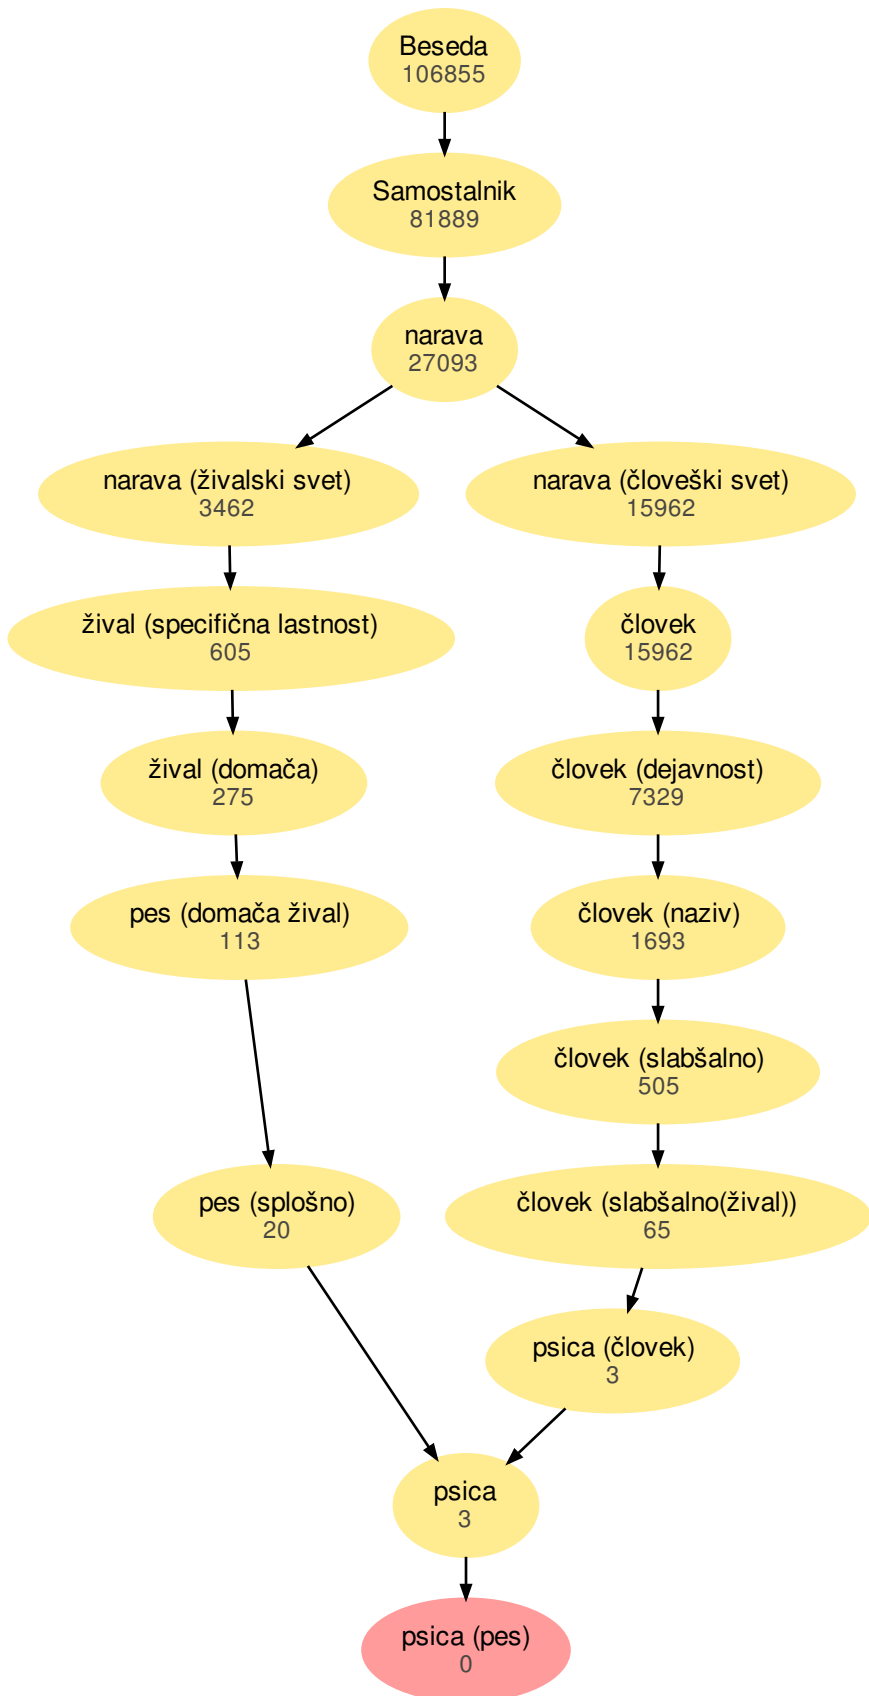 Beseda
106855
Samostalnik
81889
narava
27093
narava (živalski svet)
3462
narava (človeški svet)
15962
žival (specifična lastnost)
605
človek
15962
žival (domača)
275
človek (dejavnost)
7329
pes (domača žival)
113
človek (naziv)
1693
človek (slabšalno)
505
pes (splošno)
20
človek (slabšalno(žival))
65
psica (človek)
3
psica
3
psica (pes)
0